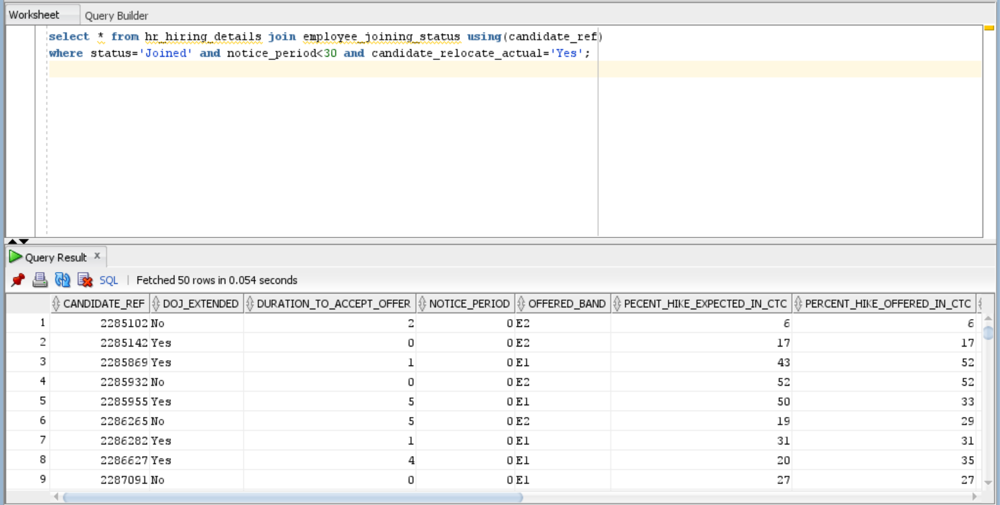 Worksheet Query Builder
select * from hr_hiring_details join employee_joining_status using(candidate_ref)
where status='Joined' and notice_period<30 and candidate_relocate_actual='Yes';
Query Result x
SQL | Fetched 50 rows in 0.054 seconds
CANDIDATE_REF DOJ_EXTENDED DURATION_TO_ACCEPT_OFFER NOTICE_PERIOD OFFERED_BAND PECENT_HIKE_EXPECTED_IN_CTC PERCENT_HIKE_OFFERED_IN_CTC
1 2285102 No 2 0 E2 6 6
2 2285142 Yes 0 0 E2 17 17
3 2285869 Yes 1 0 E1 43 52
4 2285932 No 0 0 E2 52 52
5 2285955 Yes 5 0 E1 50 33
6 2286265 No 5 0 E2 19 29
7 2286282 Yes 1 0 E1 31 31
8 2286627 Yes 4 0 E1 20 35
9 2287091 No 0 0 E1 27 27